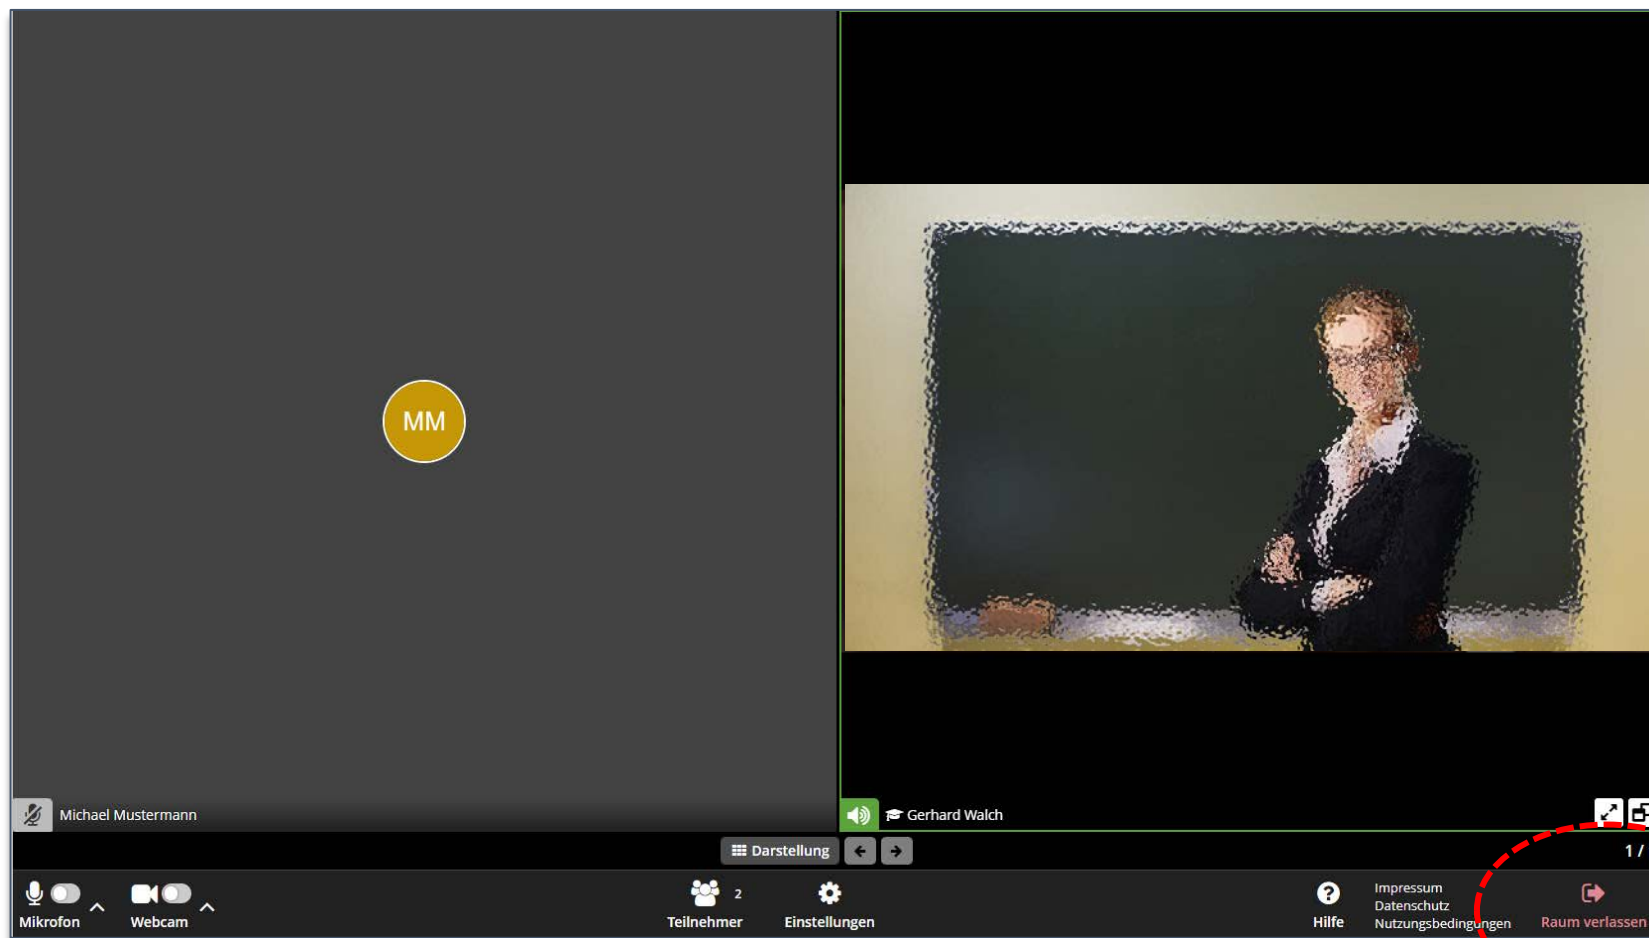 MM
Michael Mustermann
Gerhard Walch
Darstellung
1 /
2
Mikrofon
Webcam
Teilnehmer
Einstellungen
Hilfe
Impressum
Datenschutz
Nutzungsbedingungen
Raum verlassen